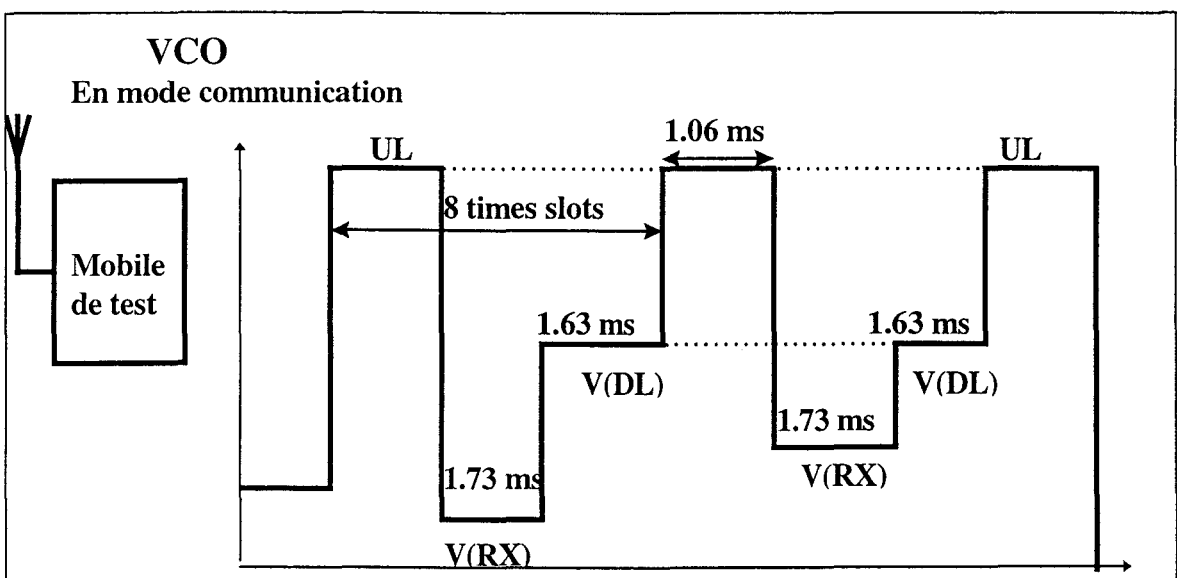 VCO
En mode communication
1.06 ms
UL
UL
8 times slots
Mobile
de test
1.63 ms
1.63 ms
V(DL)
V(DL)
1.73 ms
V(RX)
1.73 ms
V(RX)